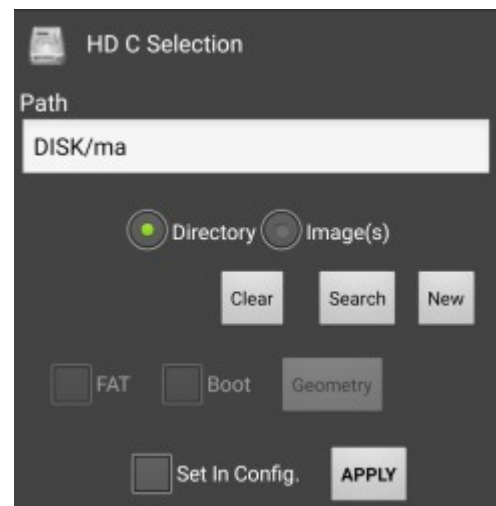 HD C Selection
Path
DISK/ma
Directory Image(s)
Clear Search New
FAT Boot Geometry
Set In Config. APPLY